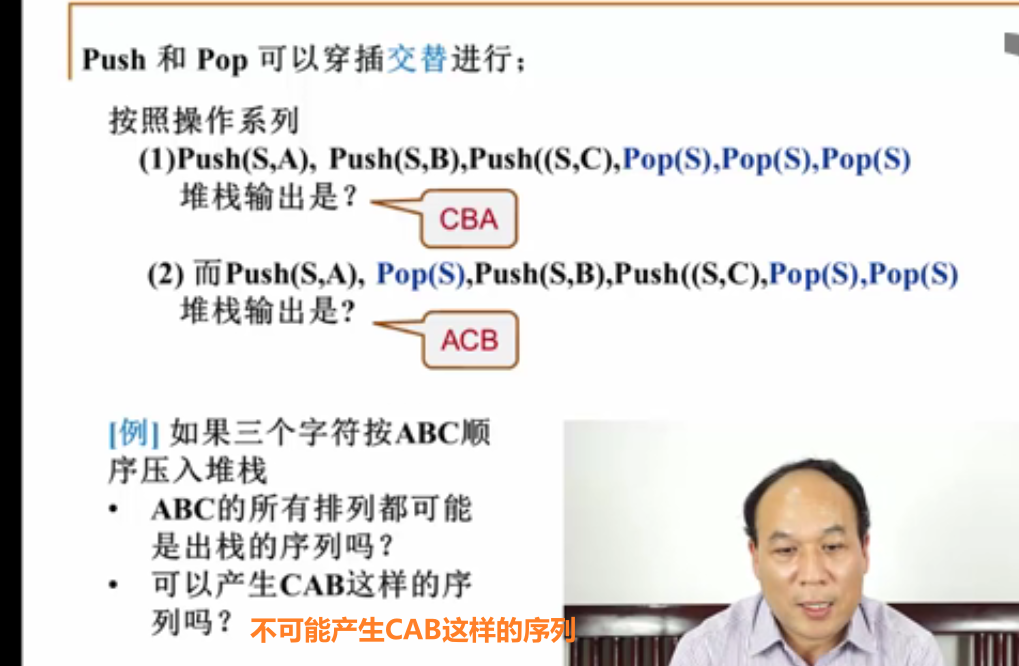 Push 和 Pop 可以穿插交替进行；
按照操作系列
(1)Push(S,A), Push(S,B),Push((S,C),Pop(S),Pop(S),Pop(S)
堆栈输出是？
CBA
(2) 而Push(S,A), Pop(S),Push(S,B),Push((S,C),Pop(S),Pop(S)
堆栈输出是?
ACB
[例] 如果三个字符按ABC顺
序压入堆栈
• ABC的所有排列都可能
是出栈的序列吗？
• 可以产生CAB这样的序
列吗？
不可能产生CAB这样的序列